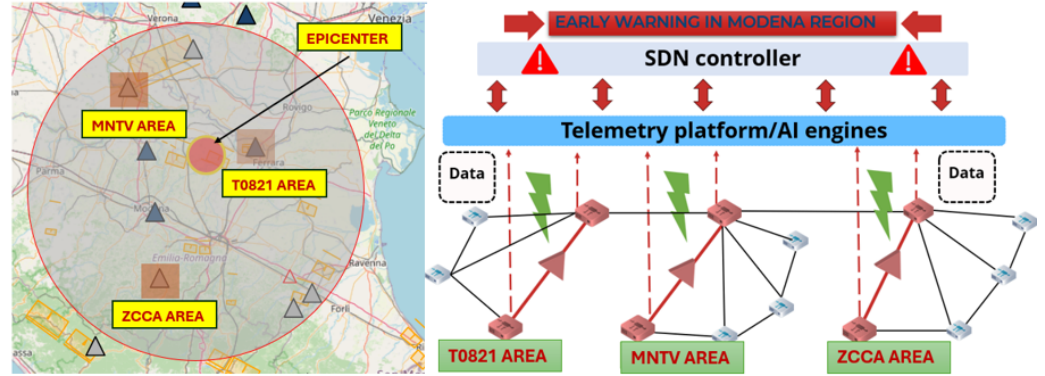 Verona
Venezia
EPICENTER
MNTV AREA
Rovigo
Parco Regionale
Veneto
del Delta
del Po
Ferrara
Parma
T0821 AREA
Modena
Emilia-Romagna
Ravenna
ZCCA AREA
Forlì
EARLY WARNING IN MODENA REGION
SDN controller
Telemetry platform/AI engines
Data
Data
T0821 AREA
MNTV AREA
ZCCA AREA